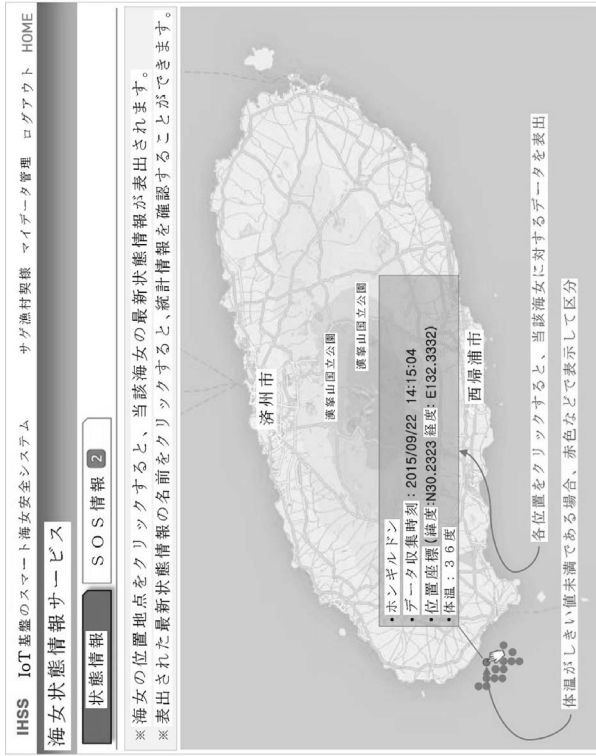 IHSS IoT基盤のスマート海女安全システム サゲ漁村契様 マイデータ管理 ログアウト HOME
海女状態情報サービス
状態情報 SOS情報 2
※海女の位置地点をクリックすると、当該海女の最新状態情報が表出されます。
※表出された最新状態情報の名前をクリックすると、統計情報を確認することができます。
済州市
漢拏山国立公園
漢拏山国立公園
・ホンギルドン
・データ収集時刻：2015/09/22 14:15:04
・位置座標(緯度:N30.2323 経度: E132.3332)
・体温：36度
西帰浦市
各位置をクリックすると、当該海女に対するデータを表出
体温がしきい値未満である場合、赤色などで表示して区分